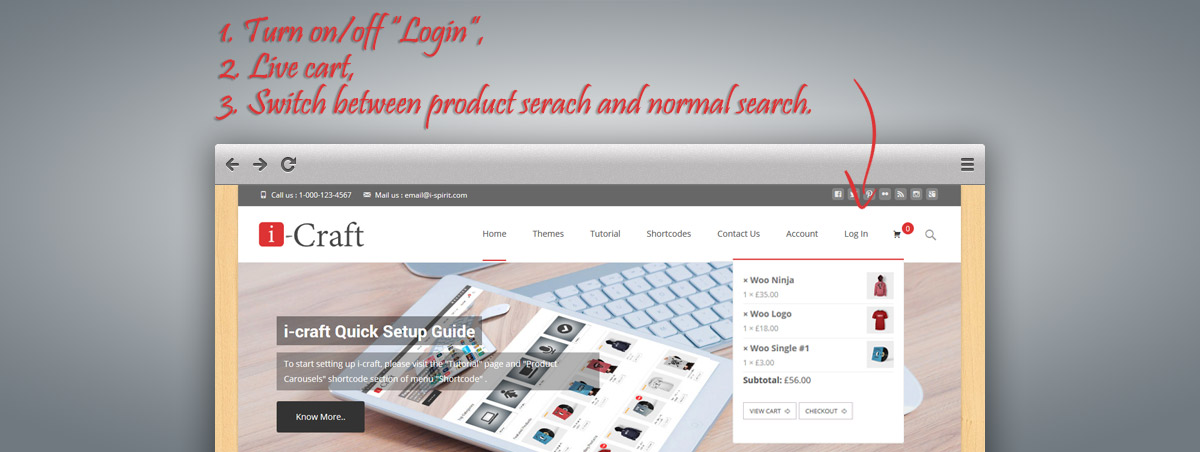 1. Turn on/off "Login",
2. Live cart,
3. Switch between product serach and normal search.
Call us : 1-000-123-4567 Mail us : email@i-spirit.com
i-Craft
Home Themes Tutorial Shortcodes Contact Us Account Log In 0
× Woo Ninja
1 × £35.00
× Woo Logo
1 × £18.00
× Woo Single #1
1 × £3.00
Subtotal: £56.00
VIEW CART CHECKOUT
i-craft Quick Setup Guide
To start setting up i-craft, please visit the "Tutorial" page and "Product
Carousels" shortcode section of menu "Shortcode" .
Know More..